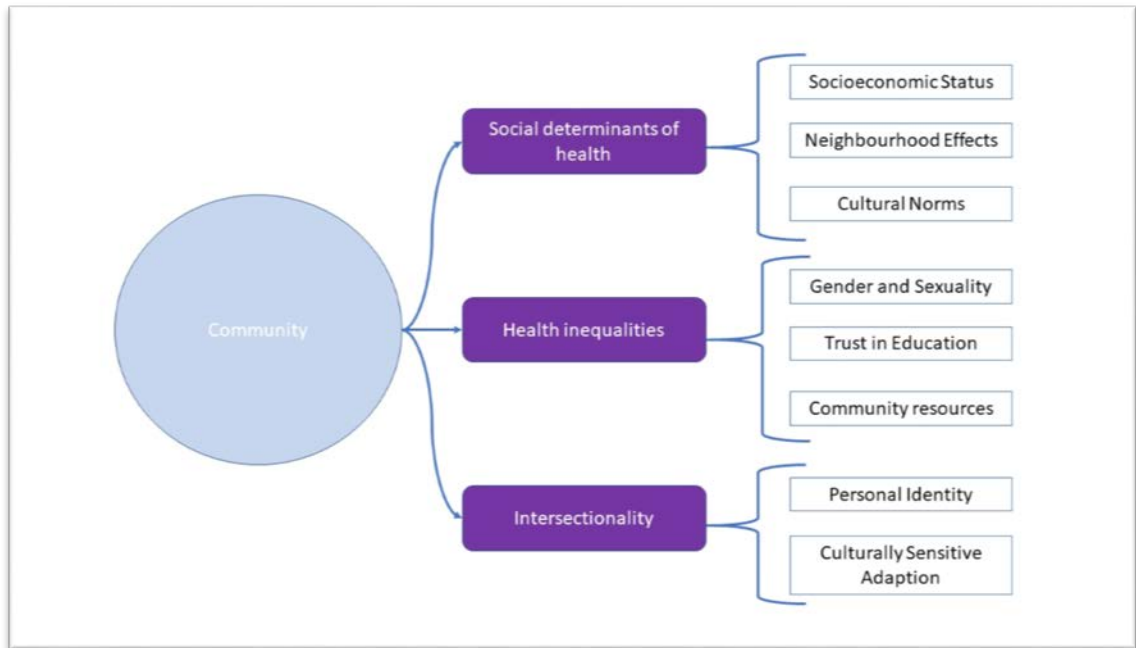 Community
Social determinants of
health
Socioeconomic Status
Neighbourhood Effects
Cultural Norms
Health inequalities
Gender and Sexuality
Trust in Education
Community resources
Intersectionality
Personal Identity
Culturally Sensitive
Adaption